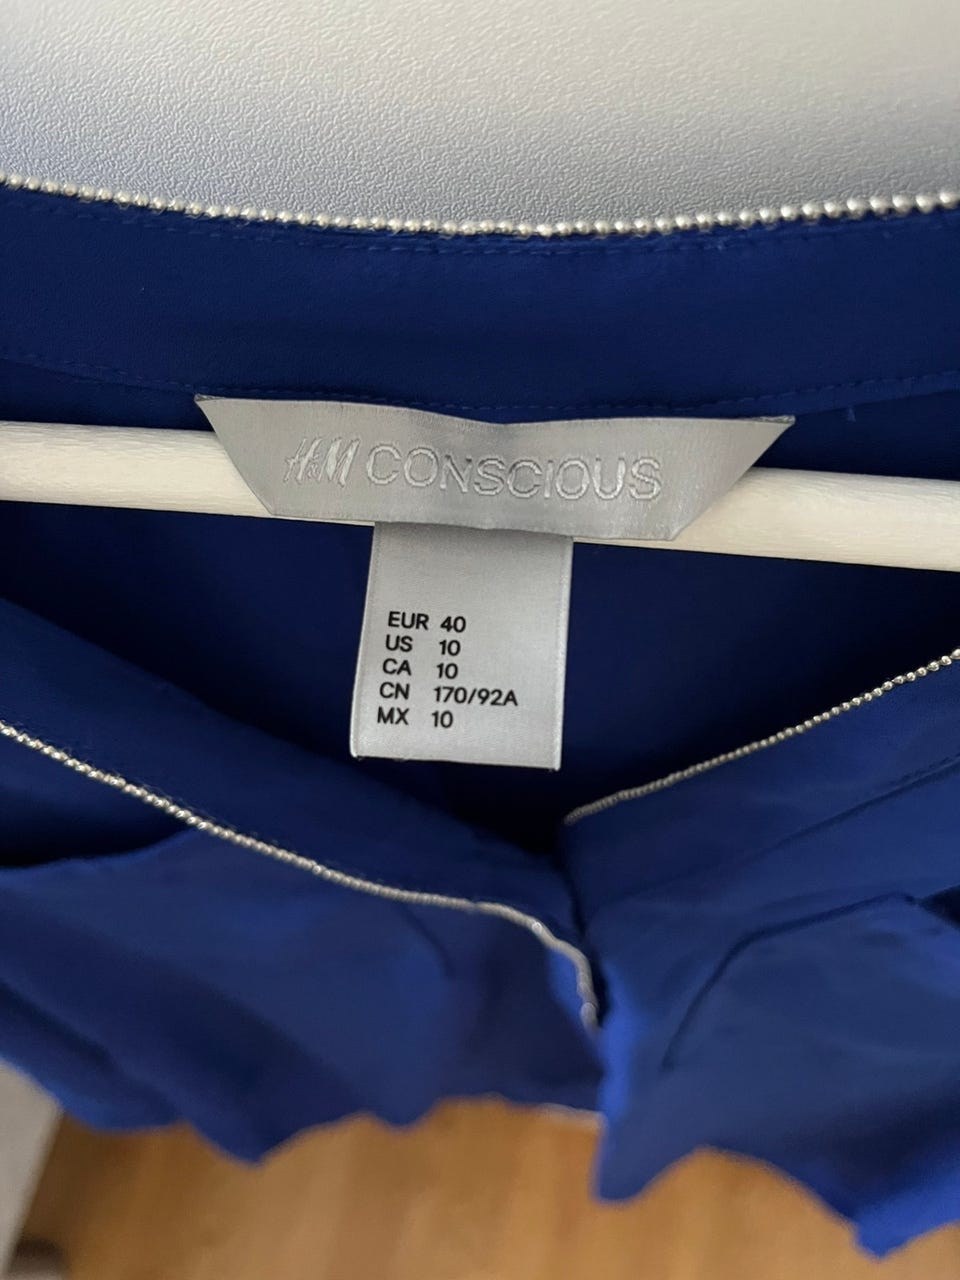 H&M CONSCIOUS
EUR 40
US 10
CA 10
CN 170/92A
MX 10